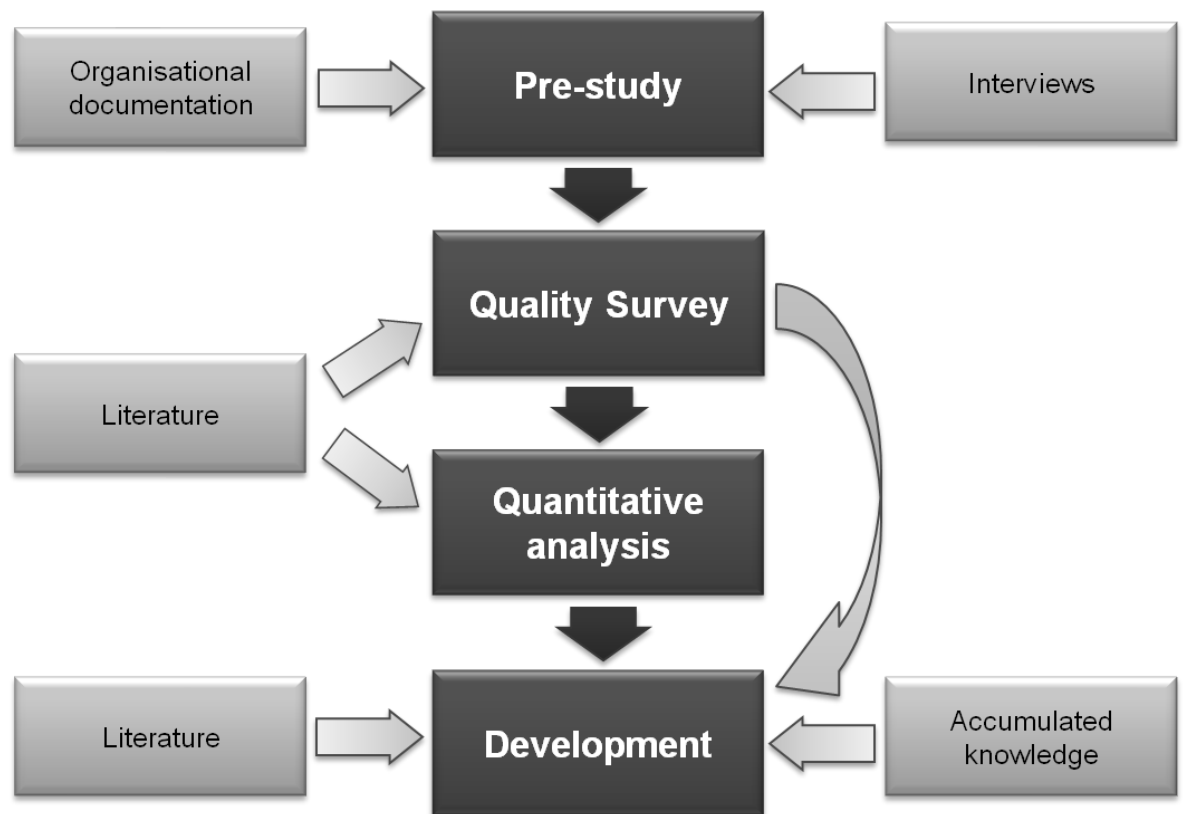 Organisational
documentation
Pre-study
Interviews
Quality Survey
Literature
Quantitative
analysis
Literature
Development
Accumulated
knowledge